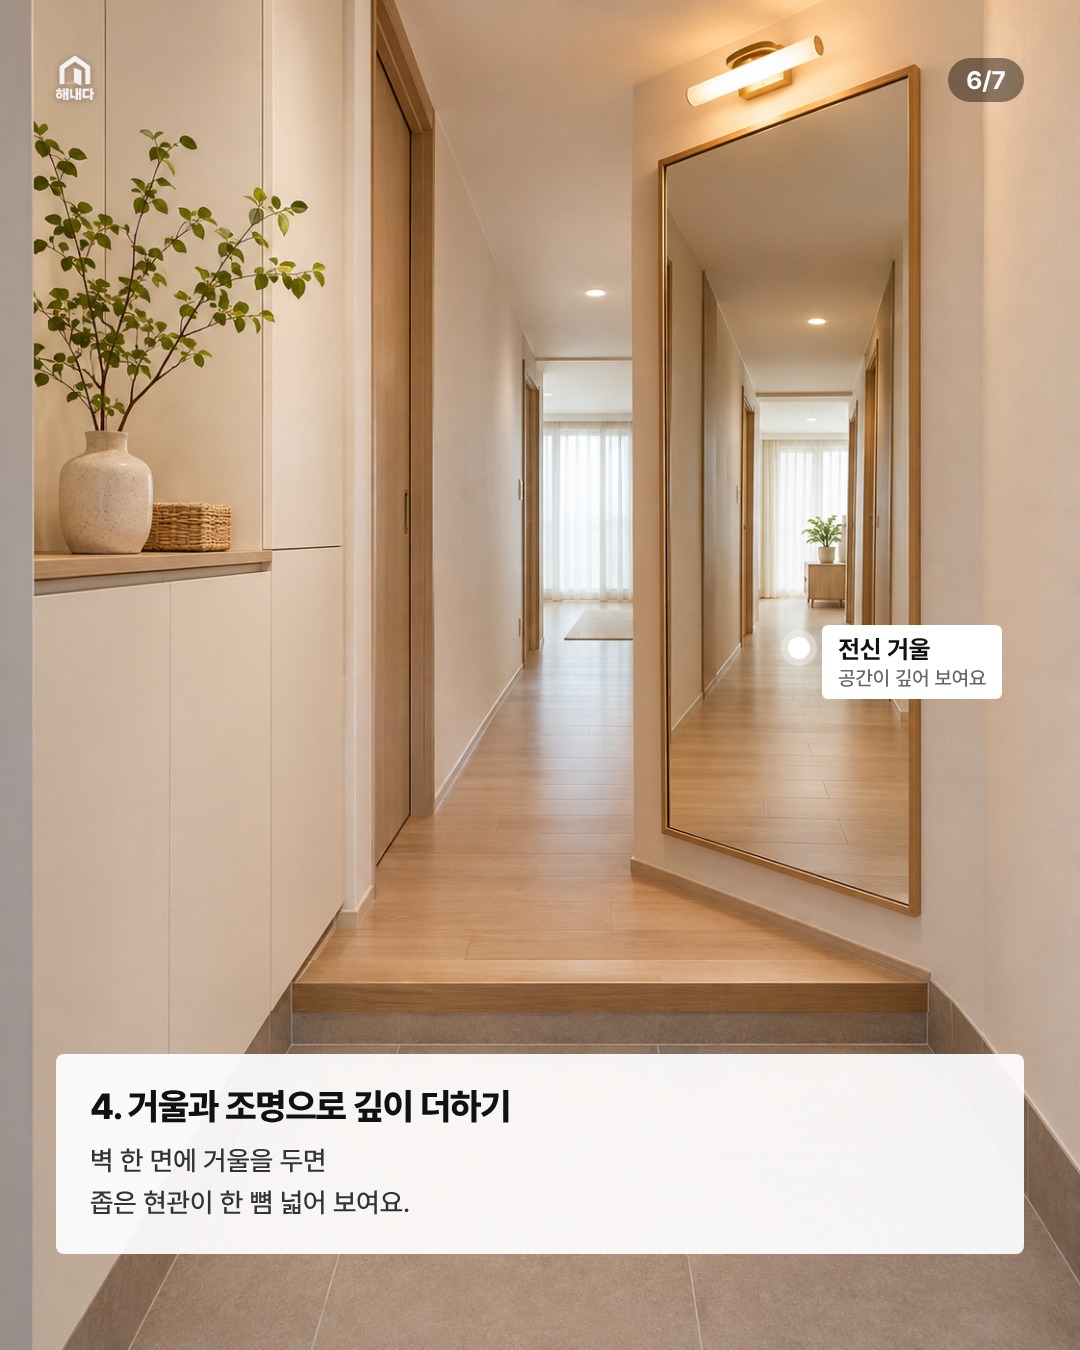 해내다
6/7
전신 거울
공간이 깊어 보여요
4. 거울과 조명으로 깊이 더하기
벽 한 면에 거울을 두면
좁은 현관이 한 뼘 넓어 보여요.